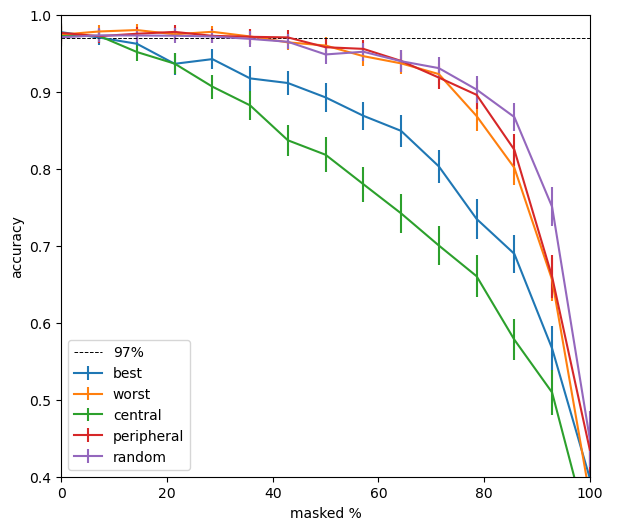 1.0
0.9
0.8
0.7
0.6
0.5
0.4
accuracy
97%
best
worst
central
peripheral
random
0 20 40 60 80 100
masked %